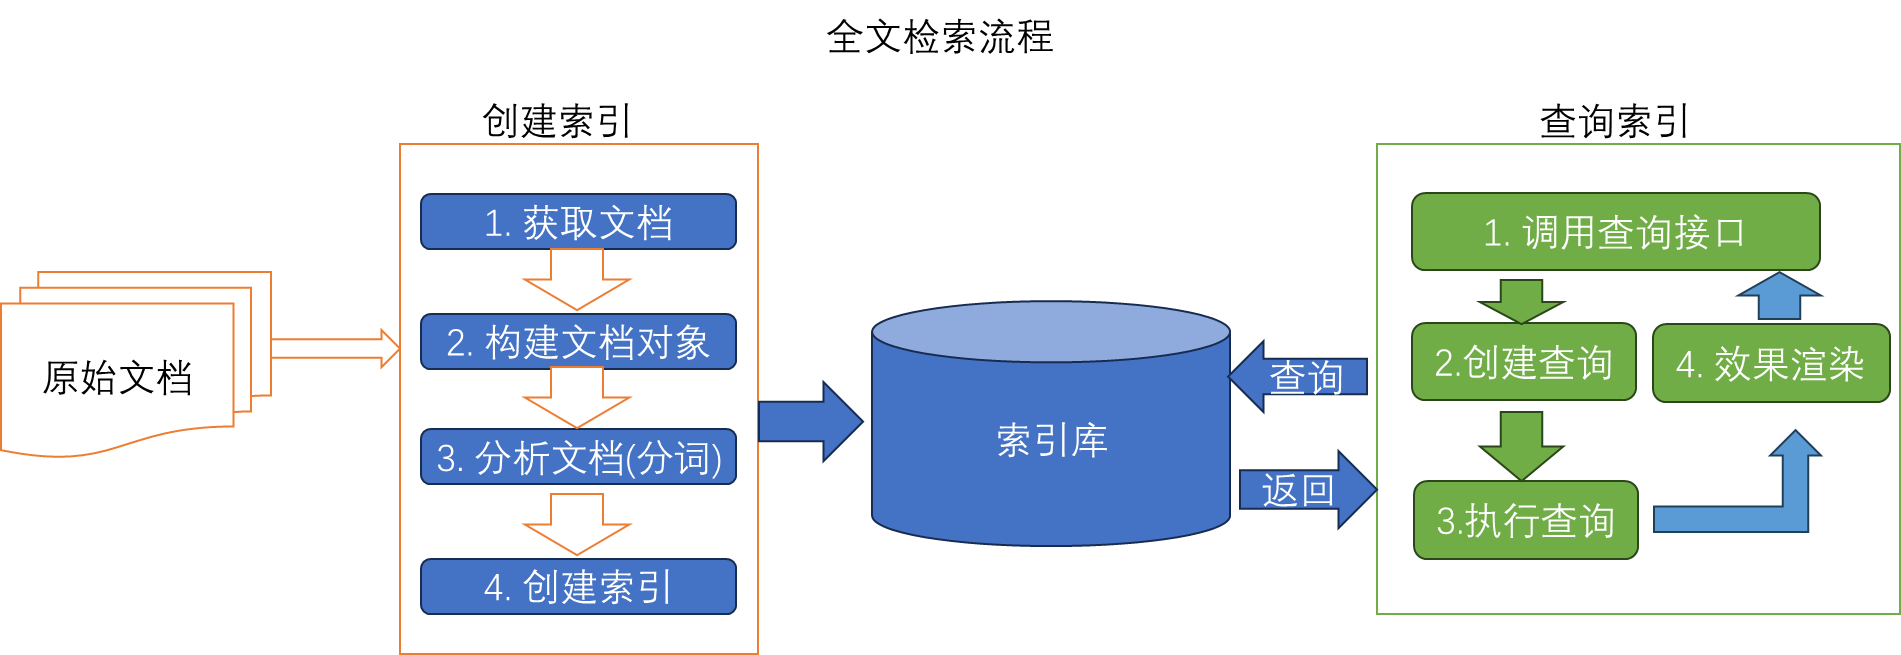 全文检索流程
创建索引
查询索引
原始文档
1. 获取文档
2. 构建文档对象
3. 分析文档(分词)
4. 创建索引
索引库
查询
返回
1. 调用查询接口
2.创建查询
4. 效果渲染
3.执行查询